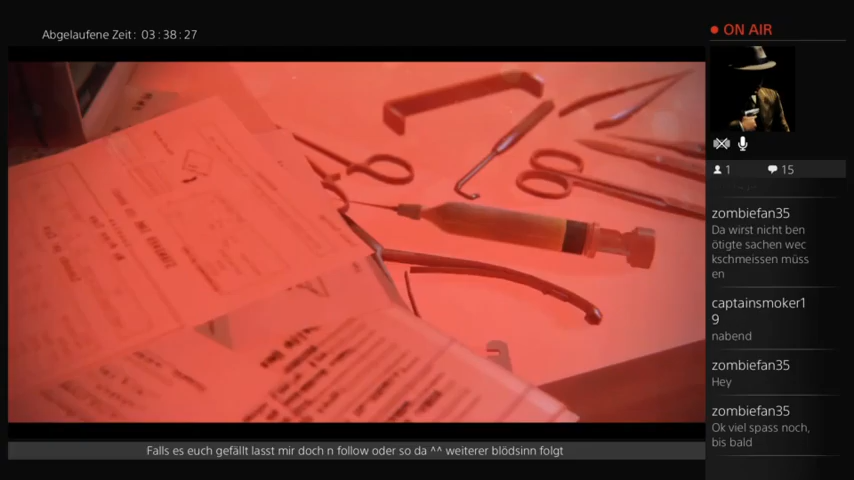 Abgelaufene Zeit: 03:38:27
ON AIR
1
15
zombiefan35
Da wirst nicht ben
ötigte sachen wec
kschmeissen müss
en
captainsmoker1
9
nabend
zombiefan35
Hey
zombiefan35
Ok viel spass noch,
bis bald
Falls es euch gefällt lasst mir doch n follow oder so da ^^ weiterer blödsinn folgt